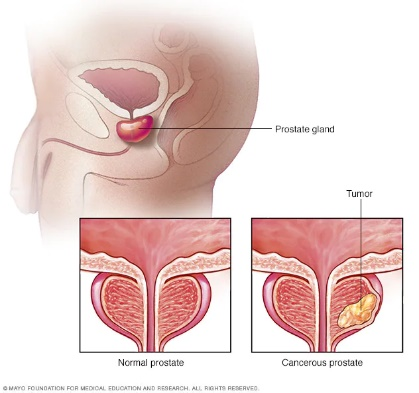 Prostate gland
Tumor
Normal prostate
Cancerous prostate
© MAYO FOUNDATION FOR MEDICAL EDUCATION AND RESEARCH. ALL RIGHTS RESERVED.